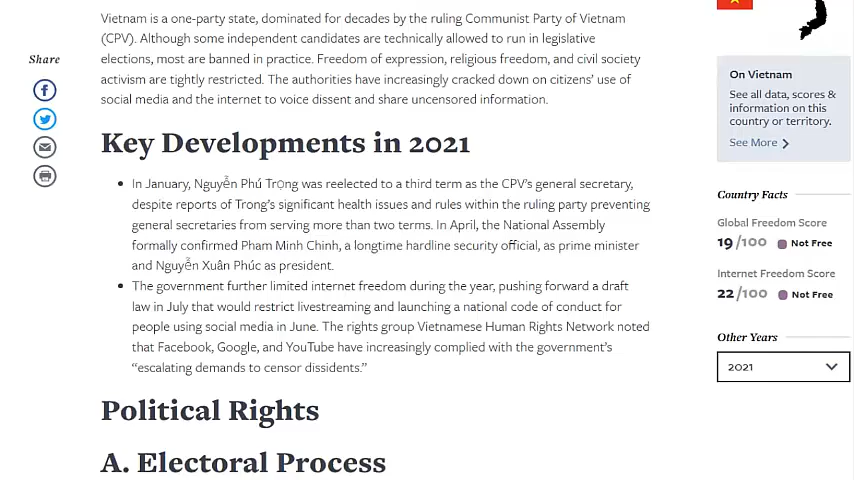 Vietnam is a one-party state, dominated for decades by the ruling Communist Party of Vietnam
(CPV). Although some independent candidates are technically allowed to run in legislative
elections, most are banned in practice. Freedom of expression, religious freedom, and civil society
activism are tightly restricted. The authorities have increasingly cracked down on citizens’ use of
social media and the internet to voice dissent and share uncensored information.
Share
Key Developments in 2021
In January, Nguyễn Phú Trọng was reelected to a third term as the CPV’s general secretary,
despite reports of Trong’s significant health issues and rules within the ruling party preventing
general secretaries from serving more than two terms. In April, the National Assembly
formally confirmed Pham Minh Chinh, a longtime hardline security official, as prime minister
and Nguyễn Xuân Phúc as president.
The government further limited internet freedom during the year, pushing forward a draft
law in July that would restrict livestreaming and launching a national code of conduct for
people using social media in June. The rights group Vietnamese Human Rights Network noted
that Facebook, Google, and YouTube have increasingly complied with the government’s
“escalating demands to censor dissidents.”
Political Rights
A. Electoral Process
On Vietnam
See all data, scores &
information on this
country or territory.
See More
Country Facts
Global Freedom Score
19 /100 Not Free
Internet Freedom Score
22 /100 Not Free
Other Years
2021